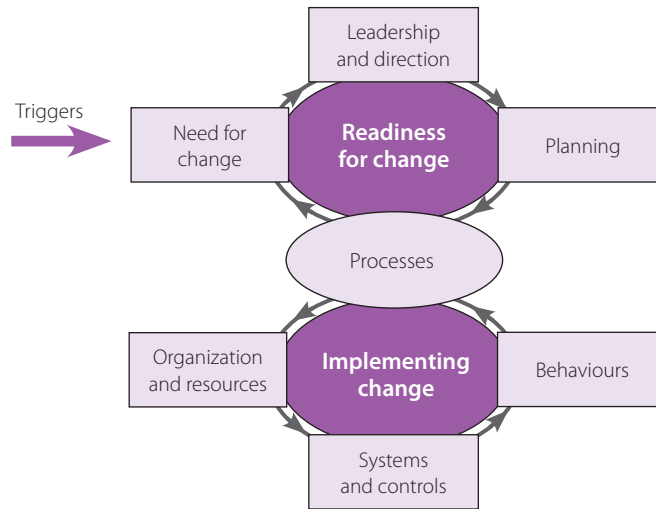 Leadership
and direction
Triggers
Need for
change
Readiness
for change
Planning
Processes
Organization
and resources
Implementing
change
Behaviours
Systems
and controls